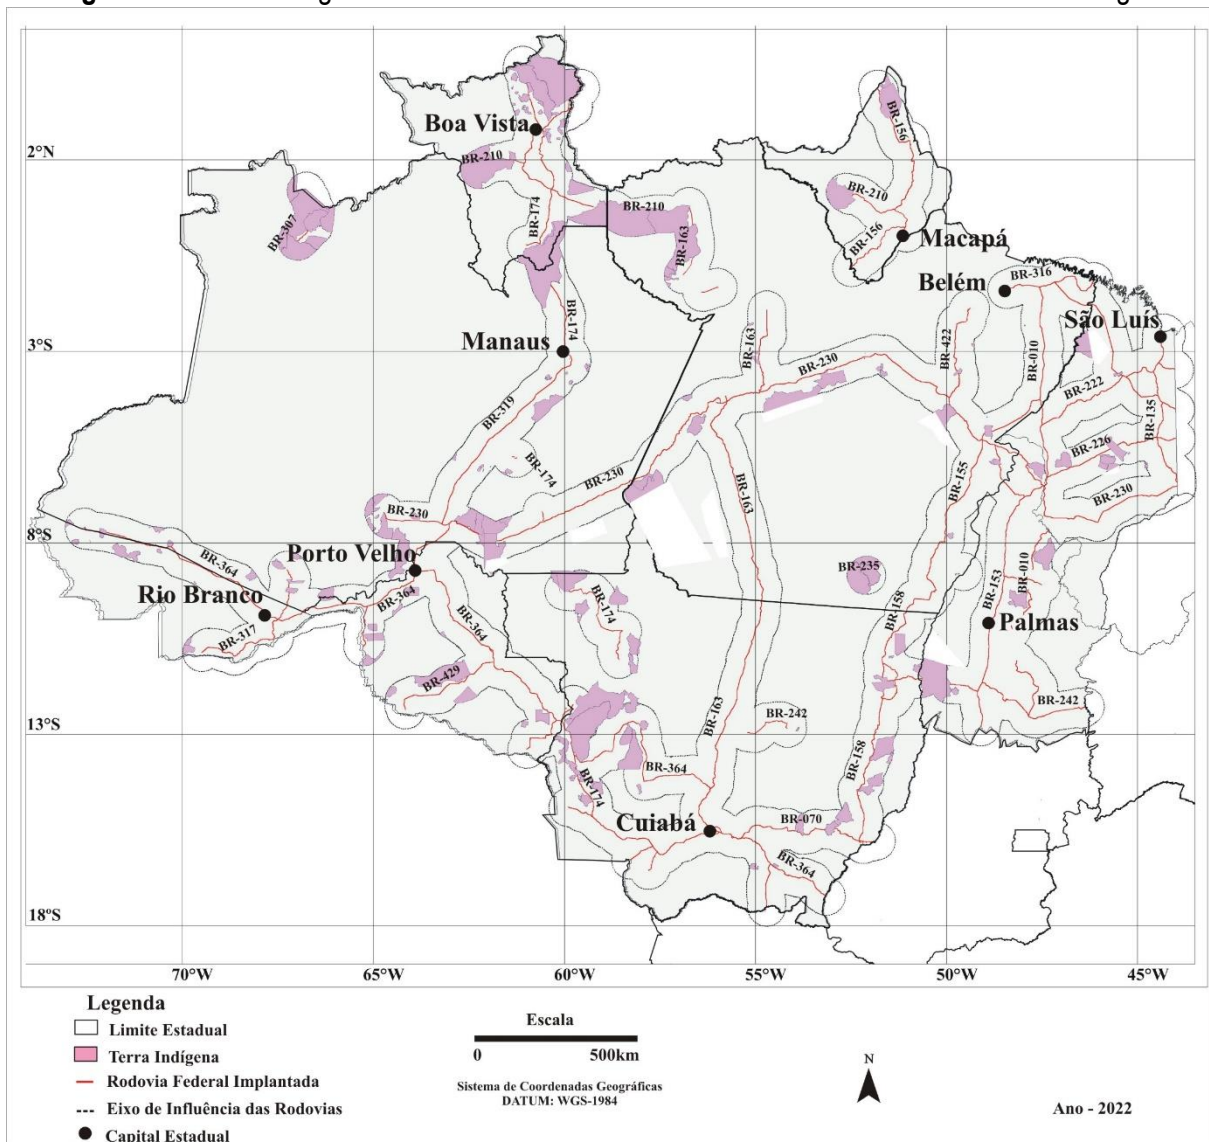 Boa Vista
BR-156
2°N
BR-210
BR-210
BR-307
BR-174
BR-210
BR-163
BR-156
Macapá
Belém
BR-316
São Luís
Manaus
BR-174
3°S
BR-163
BR-422
BR-010
BR-230
BR-222
BR-135
BR-319
BR-174
BR-230
BR-226
BR-155
BR-163
BR-230
BR-230
8°S
Porto Velho
BR-364
Rio Branco
BR-364
BR-317
BR-364
BR-174
BR-235
BR-158
BR-153
BR-010
Palmas
BR-429
BR-163
BR-242
BR-242
13°S
BR-158
BR-364
BR-174
Cuiabá
BR-070
BR-364
18°S
70°W
65°W
60°W
55°W
50°W
45°W
Legenda
Limite Estadual
Terra Indígena
Rodovia Federal Implantada
Eixo de Influência das Rodovias
Capital Estadual
Escala
0 500km
Sistema de Coordenadas Geográficas
DATUM: WGS-1984
N
Ano - 2022